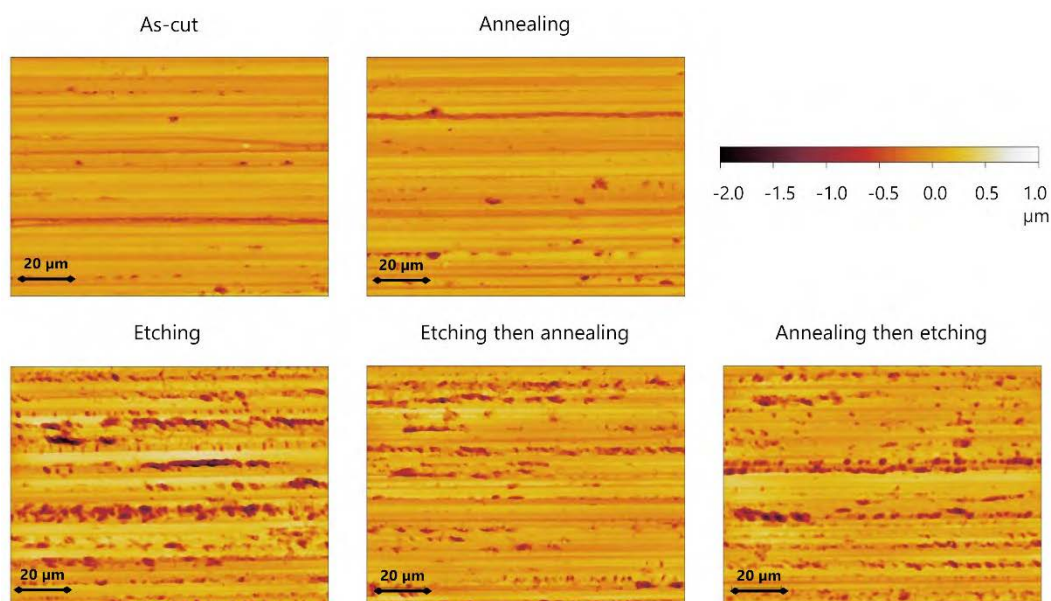 As-cut
Annealing
20 µm
20 µm
-2.0 -1.5 -1.0 -0.5 0.0 0.5 1.0
µm
Etching
Etching then annealing
Annealing then etching
20 µm
20 µm
20 µm